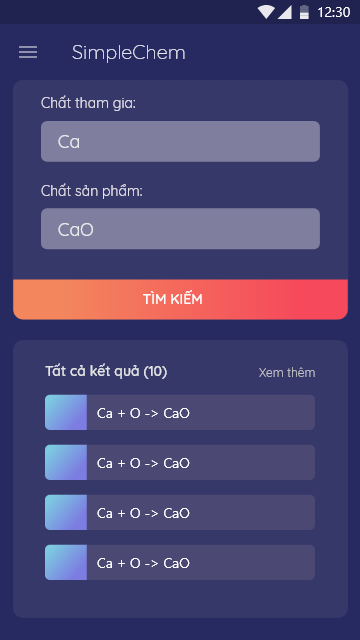 12:30
SimpleChem
Chất tham gia:
Ca
Chất sản phẩm:
CaO
TÌM KIẾM
Tất cả kết quả (10)
Xem thêm
Ca + O -> CaO
Ca + O -> CaO
Ca + O -> CaO
Ca + O -> CaO